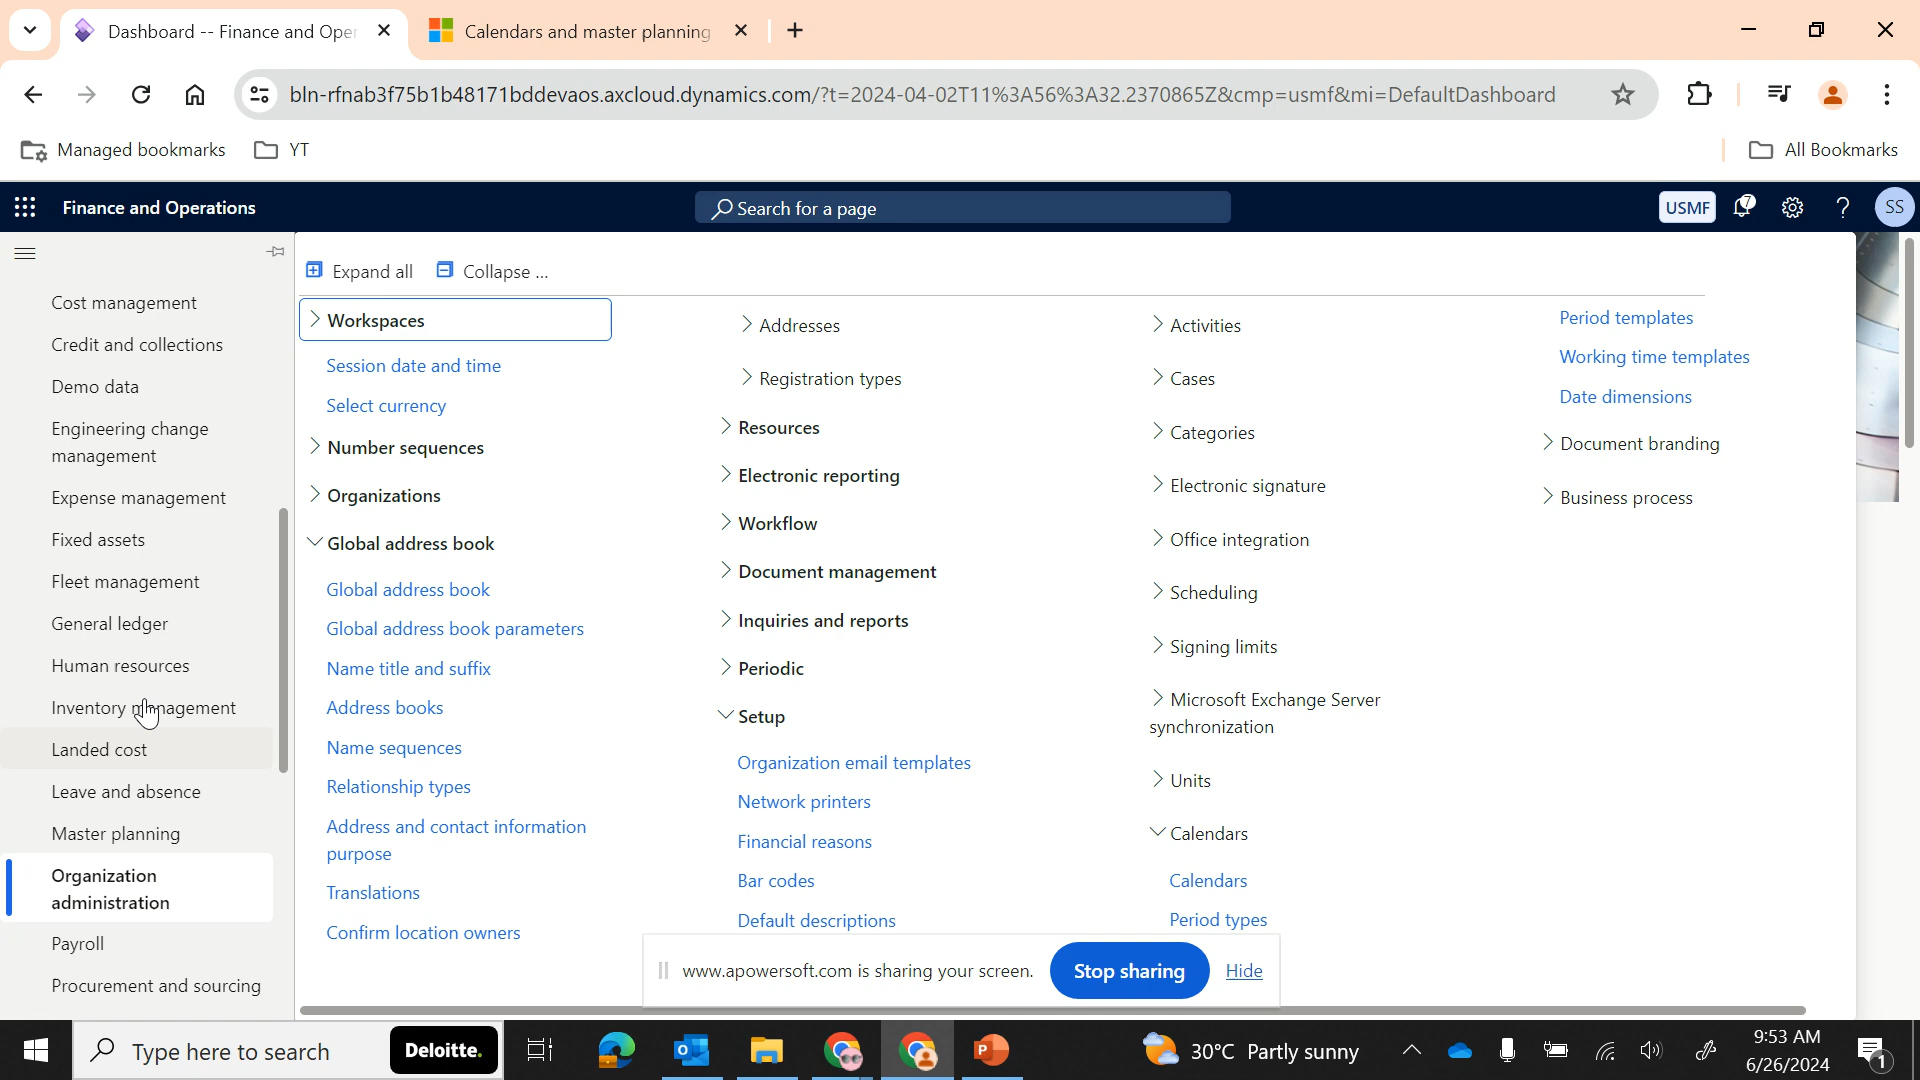 Dashboard -- Finance and Oper
Calendars and master planning
bln-rfnab3f75b1b48171bddevaos.axcloud.dynamics.com/?t=2024-04-02T11%3A56%3A32.2370865Z&cmp=usmf&mi=DefaultDashboard
Managed bookmarks
YT
All Bookmarks
Finance and Operations
Search for a page
USMF
7
?
SS
Expand all
Collapse ...
Cost management
Credit and collections
Demo data
Engineering change
management
Expense management
Fixed assets
Fleet management
General ledger
Human resources
Inventory management
Landed cost
Leave and absence
Master planning
Organization
administration
Payroll
Procurement and sourcing
Workspaces
Session date and time
Select currency
Number sequences
Organizations
Global address book
Global address book
Global address book parameters
Name title and suffix
Address books
Name sequences
Relationship types
Address and contact information
purpose
Translations
Confirm location owners
Addresses
Registration types
Resources
Electronic reporting
Workflow
Document management
Inquiries and reports
Periodic
Setup
Organization email templates
Network printers
Financial reasons
Bar codes
Default descriptions
Activities
Cases
Categories
Electronic signature
Office integration
Scheduling
Signing limits
Microsoft Exchange Server
synchronization
Units
Calendars
Calendars
Period types
Period templates
Working time templates
Date dimensions
Document branding
Business process
www.apowersoft.com is sharing your screen.
Stop sharing
Hide
Type here to search
Deloitte.
30°C Partly sunny
9:53 AM
6/26/2024
1